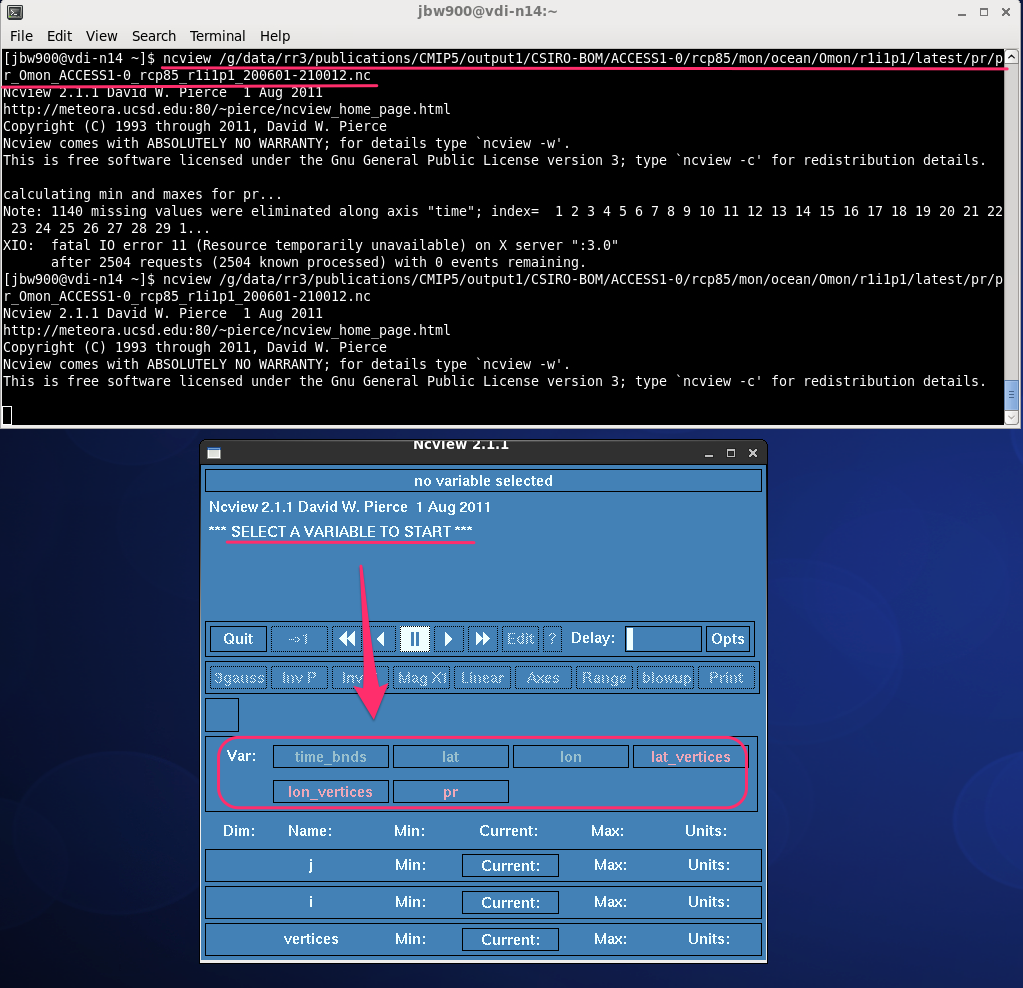 jbw900@vdi-n14:~
File Edit View Search Terminal Help
[jbw900@vdi-n14 ~]$ ncview /g/data/rr3/publications/CMIP5/output1/CSIRO-BOM/ACCESS1-0/rcp85/mon/ocean/Omon/r1i1p1/latest/pr/p
r_Omon_ACCESS1-0_rcp85_r1i1p1_200601-210012.nc
Ncview 2.1.1 David W. Pierce  1 Aug 2011
http://meteora.ucsd.edu:80/~pierce/ncview_home_page.html
Copyright (C) 1993 through 2011, David W. Pierce
Ncview comes with ABSOLUTELY NO WARRANTY; for details type `ncview -w'.
This is free software licensed under the Gnu General Public License version 3; type `ncview -c' for redistribution details.
calculating min and maxes for pr...
Note: 1140 missing values were eliminated along axis "time"; index=  1 2 3 4 5 6 7 8 9 10 11 12 13 14 15 16 17 18 19 20 21 22
23 24 25 26 27 28 29 1...
XIO:  fatal IO error 11 (Resource temporarily unavailable) on X server ":3.0"
after 2504 requests (2504 known processed) with 0 events remaining.
[jbw900@vdi-n14 ~]$ ncview /g/data/rr3/publications/CMIP5/output1/CSIRO-BOM/ACCESS1-0/rcp85/mon/ocean/Omon/r1i1p1/latest/pr/p
r_Omon_ACCESS1-0_rcp85_r1i1p1_200601-210012.nc
Ncview 2.1.1 David W. Pierce  1 Aug 2011
http://meteora.ucsd.edu:80/~pierce/ncview_home_page.html
Copyright (C) 1993 through 2011, David W. Pierce
Ncview comes with ABSOLUTELY NO WARRANTY; for details type `ncview -w'.
This is free software licensed under the Gnu General Public License version 3; type `ncview -c' for redistribution details.
Ncview 2.1.1
no variable selected
Ncview 2.1.1 David W. Pierce  1 Aug 2011
*** SELECT A VARIABLE TO START ***
Quit ->1 Edit ? Delay: Opts
3gauss Inv P Inv Mag X1 Linear Axes Range blowup Print
Var: time_bnds lat lon lat_vertices
lon_vertices pr
Dim: Name: Min: Current: Max: Units:
j Min: Current: Max: Units:
i Min: Current: Max: Units:
vertices Min: Current: Max: Units: